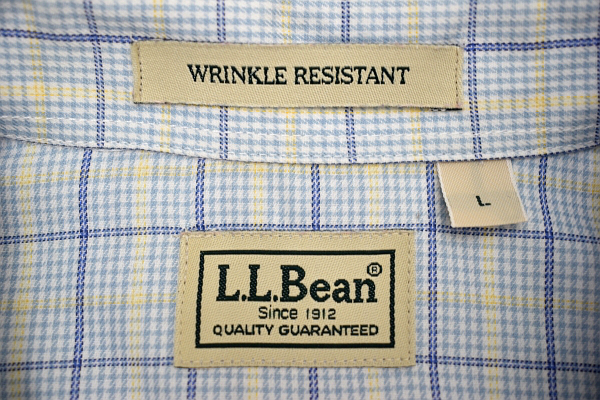 WRINKLE RESISTANT
L
L.L.Bean®
Since 1912
QUALITY GUARANTEED